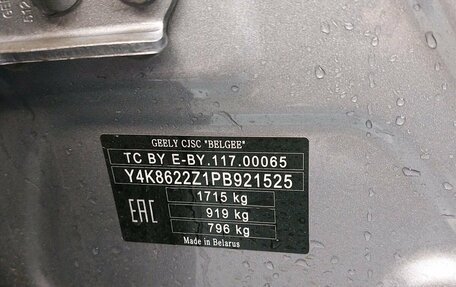 GEELY CJSC "BELGEE"
TC BY E-BY.117.00065
Y4K8622Z1PB921525
EAC
1715 kg
919 kg
796 kg
Made in Belarus